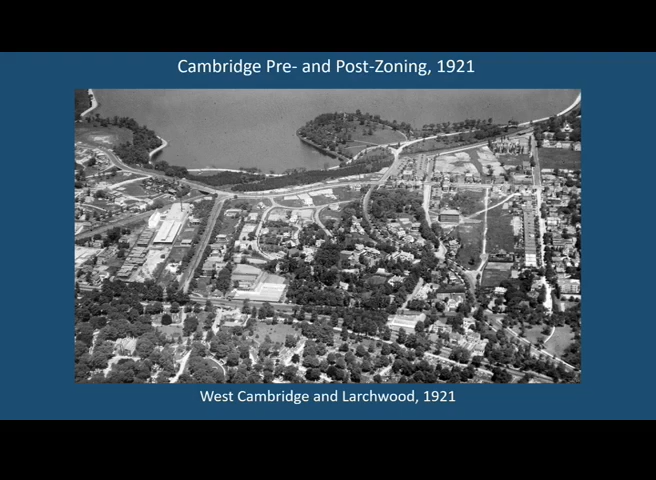 Cambridge Pre- and Post-Zoning, 1921
West Cambridge and Larchwood, 1921